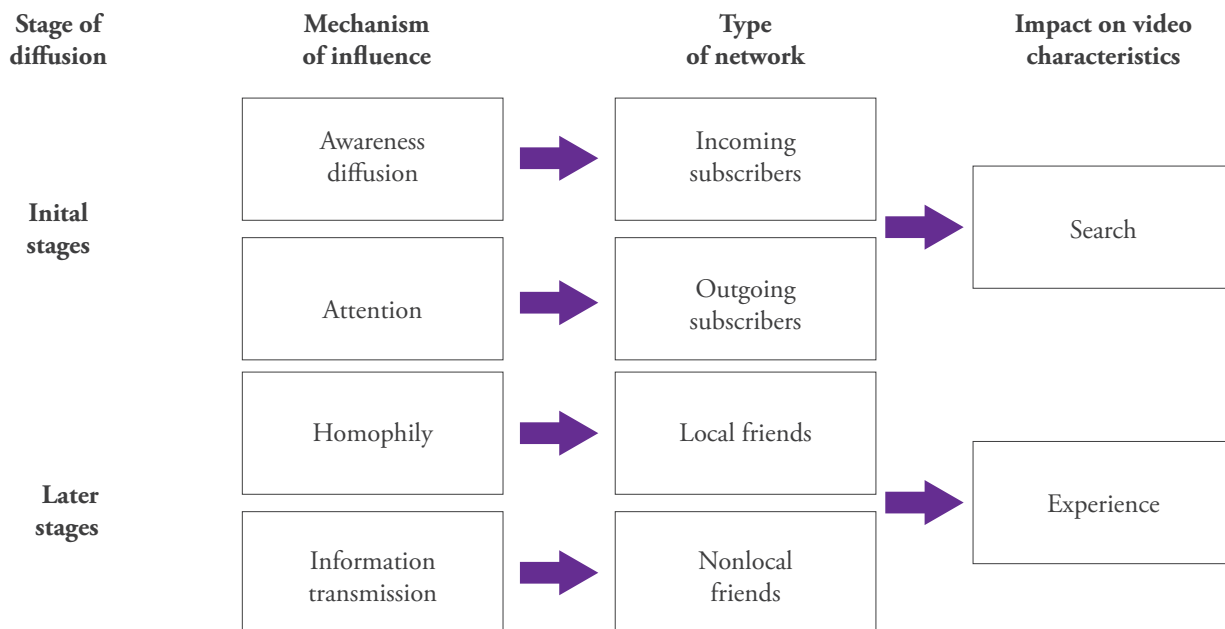 Stage of
diffusion
Mechanism
of influence
Type
of network
Impact on video
characteristics
Inital
stages
Awareness
diffusion
Incoming
subscribers
Search
Attention
Outgoing
subscribers
Later
stages
Homophily
Local friends
Experience
Information
transmission
Nonlocal
friends